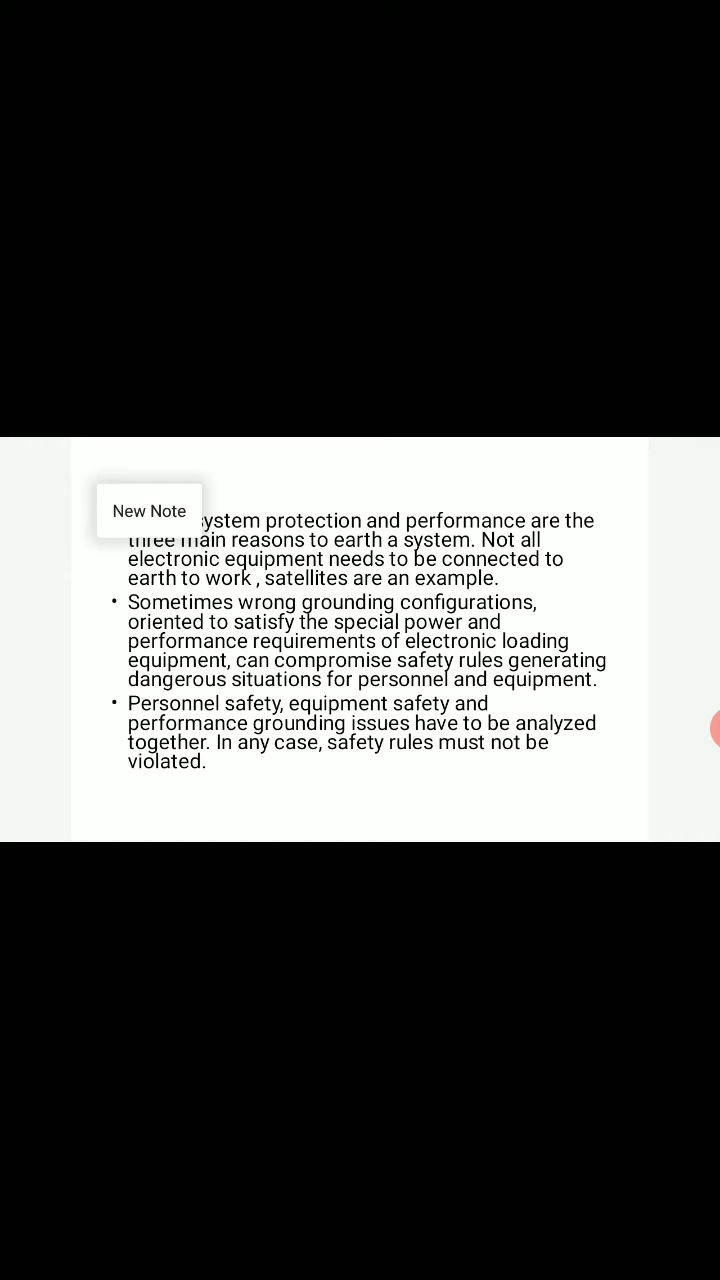 New Note
system protection and performance are the
three main reasons to earth a system. Not all
electronic equipment needs to be connected to
earth to work , satellites are an example.
• Sometimes wrong grounding configurations,
oriented to satisfy the special power and
performance requirements of electronic loading
equipment, can compromise safety rules generating
dangerous situations for personnel and equipment.
• Personnel safety, equipment safety and
performance grounding issues have to be analyzed
together. In any case, safety rules must not be
violated.